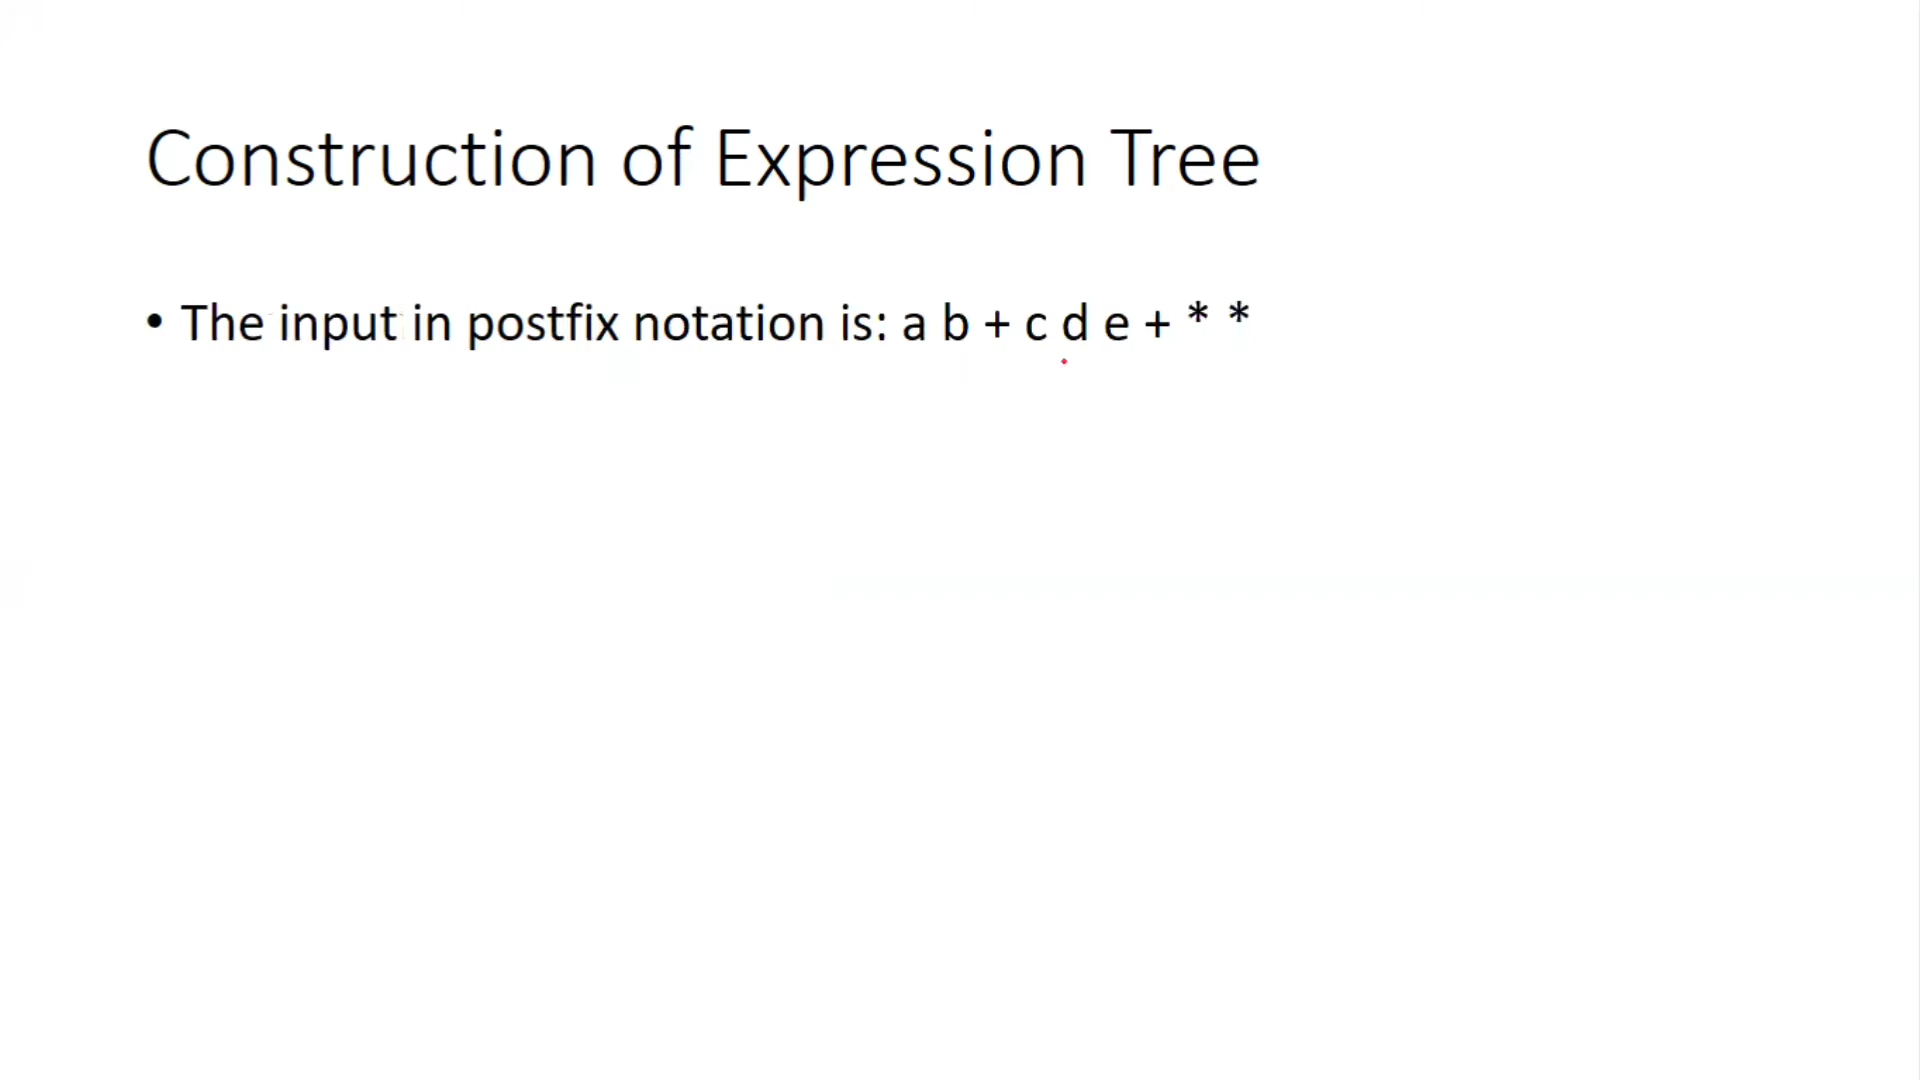 Construction of Expression Tree
• The input in postfix notation is: a b + c d e + * *